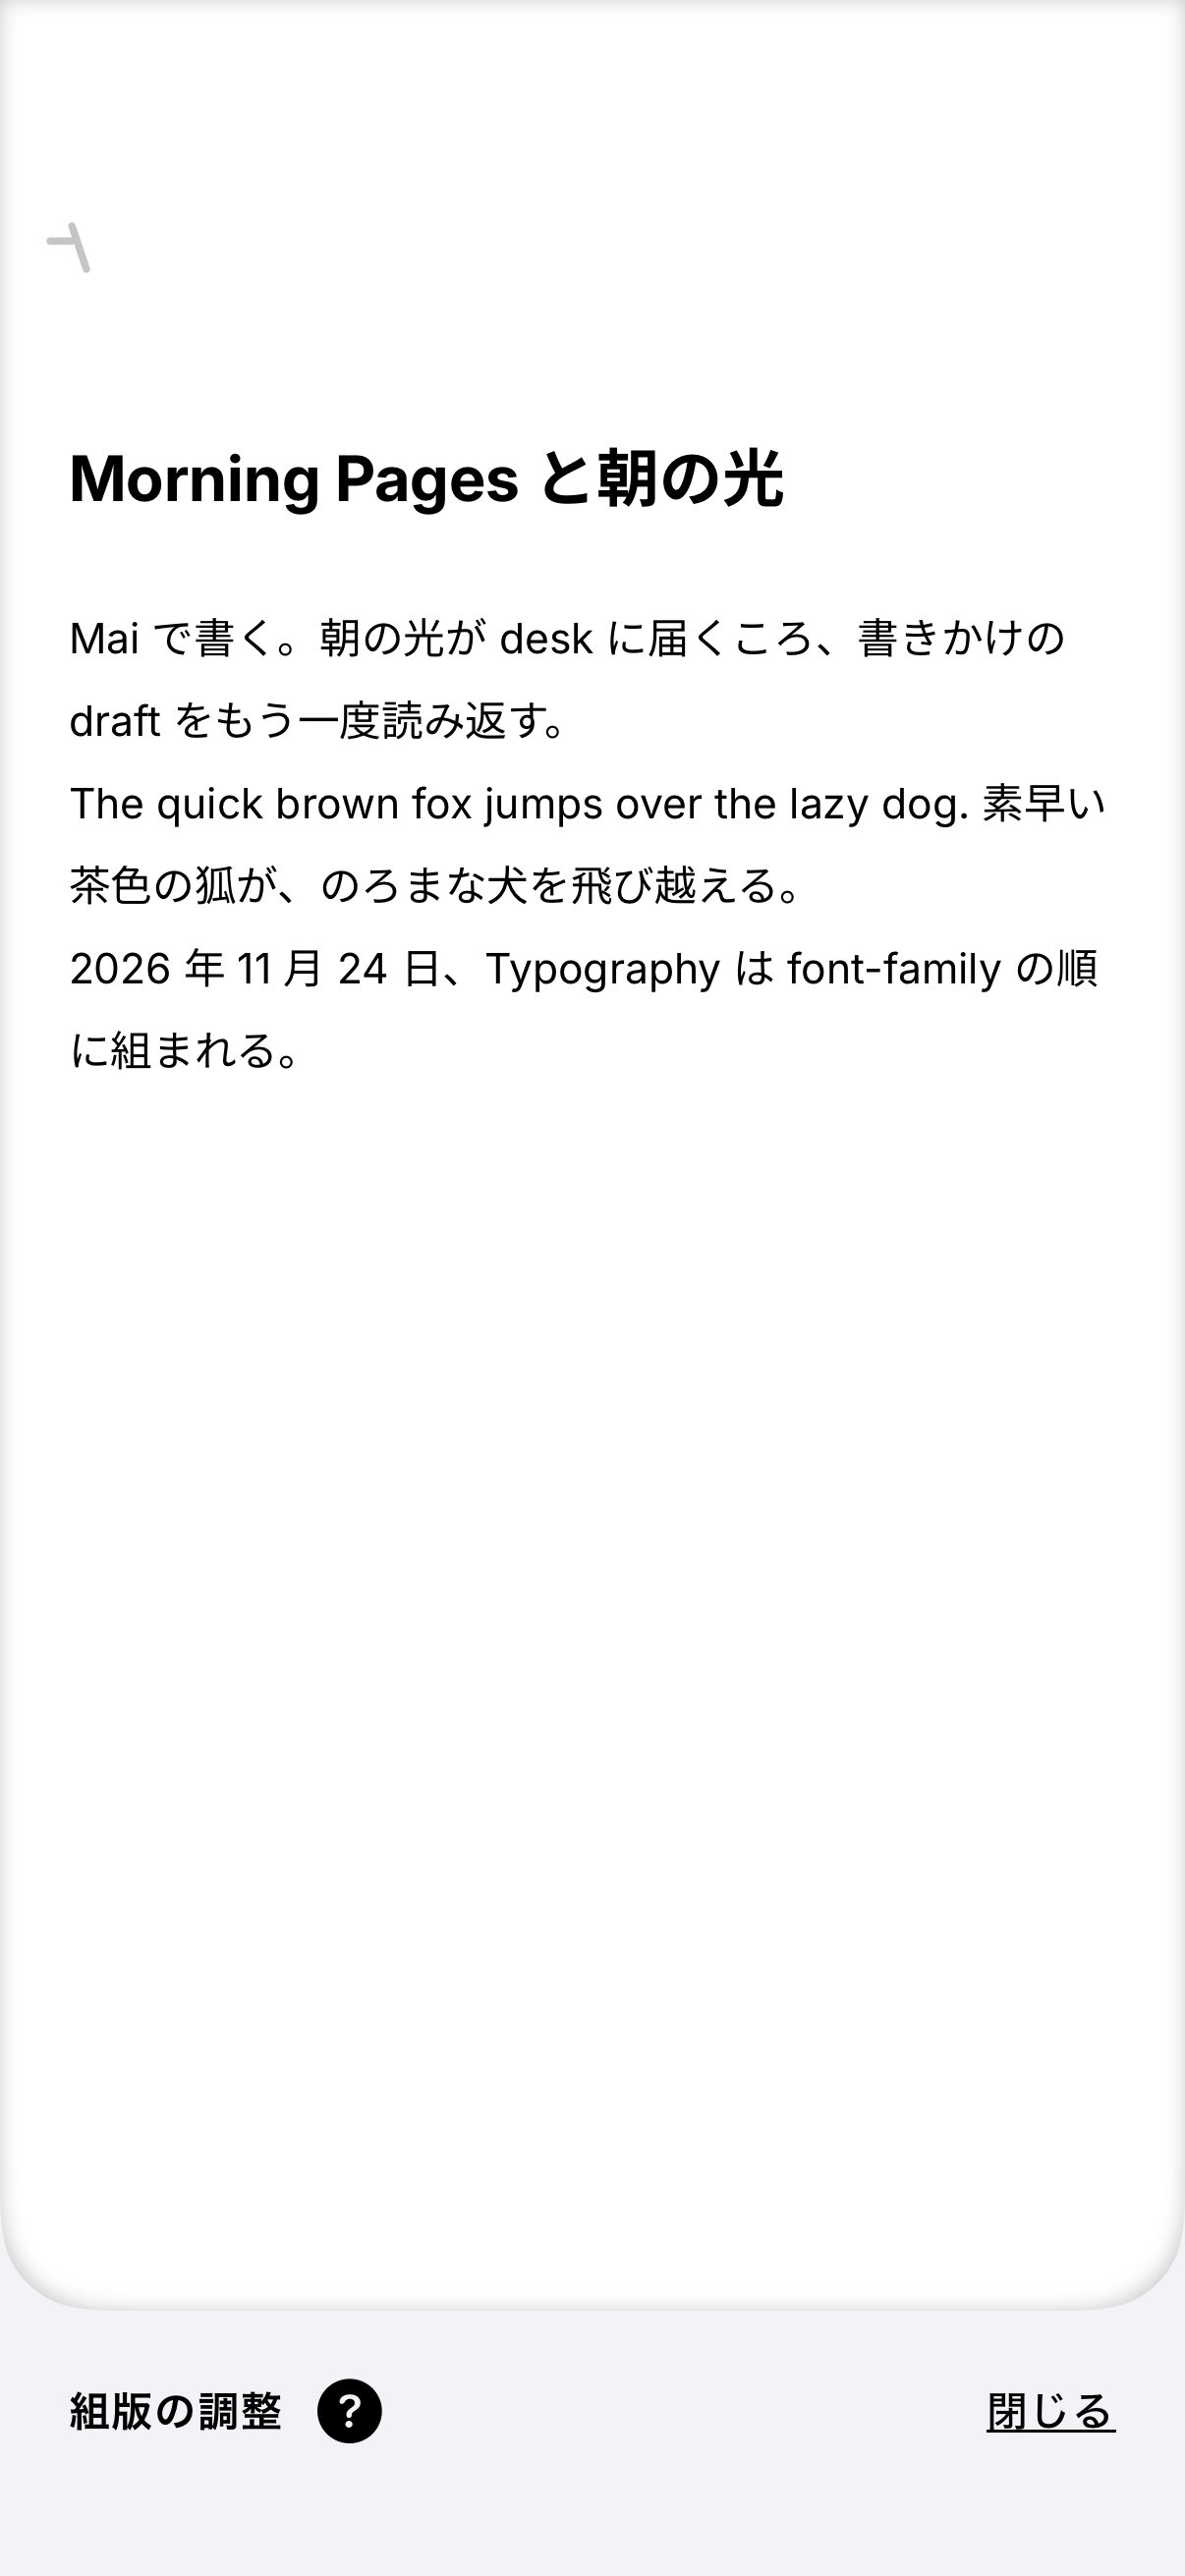 Morning Pages と朝の光
Mai で書く。朝の光が desk に届くころ、書きかけの
draft をもう一度読み返す。
The quick brown fox jumps over the lazy dog. 素早い
茶色の狐が、のろまな犬を飛び越える。
2026 年 11 月 24 日、Typography は font-family の順
に組まれる。
組版の調整 ?
閉じる